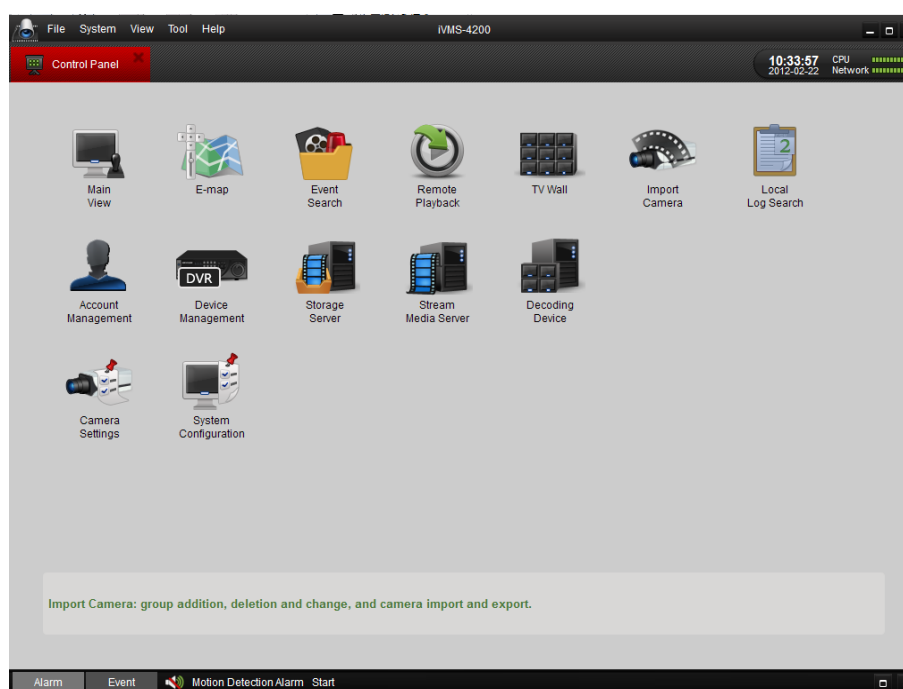 File System View Tool Help iVMS-4200
Control Panel
10:33:57 CPU
2012-02-22 Network
Main
View
E-map
Event
Search
Remote
Playback
TV Wall
Import
Camera
2
Local
Log Search
Account
Management
DVR
Device
Management
Storage
Server
Stream
Media Server
Decoding
Device
Camera
Settings
System
Configuration
Import Camera: group addition, deletion and change, and camera import and export.
Alarm Event Motion Detection Alarm Start